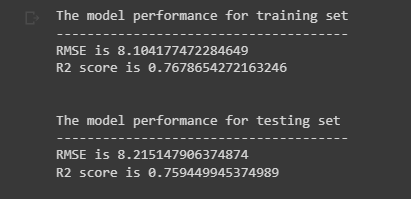 The model performance for training set
--------------------------------------
RMSE is 8.104177472284649
R2 score is 0.7678654272163246
The model performance for testing set
--------------------------------------
RMSE is 8.215147906374874
R2 score is 0.759449945374989